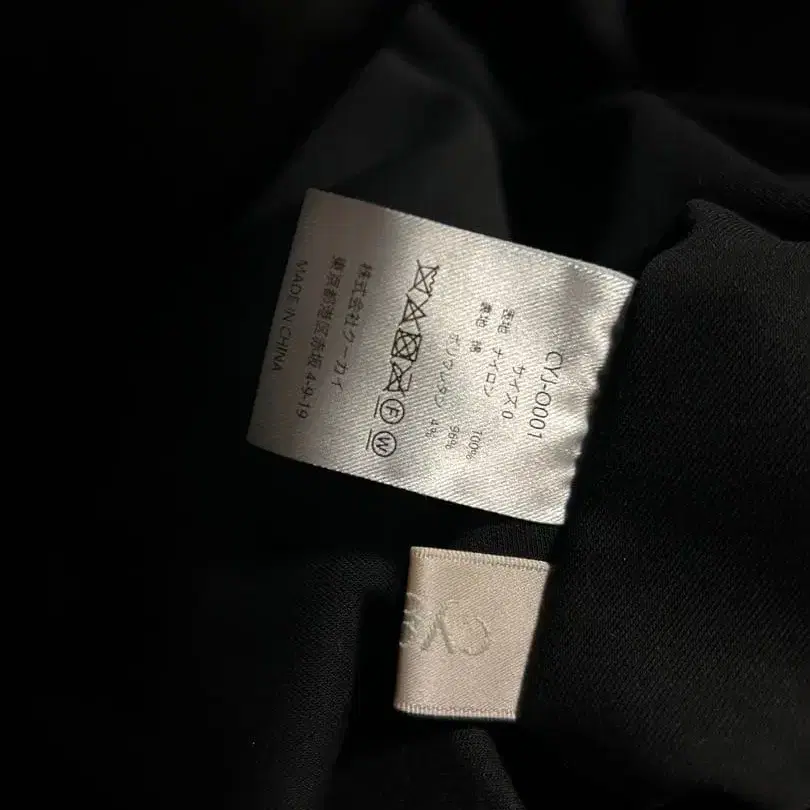 CYJ-O001
サイズ 0
表地 ナイロン 100%
裏地 綿 96%
ポリウレタン 4%
F W
株式会社クーカイ
東京都港区赤坂 4-9-19
MADE IN CHINA